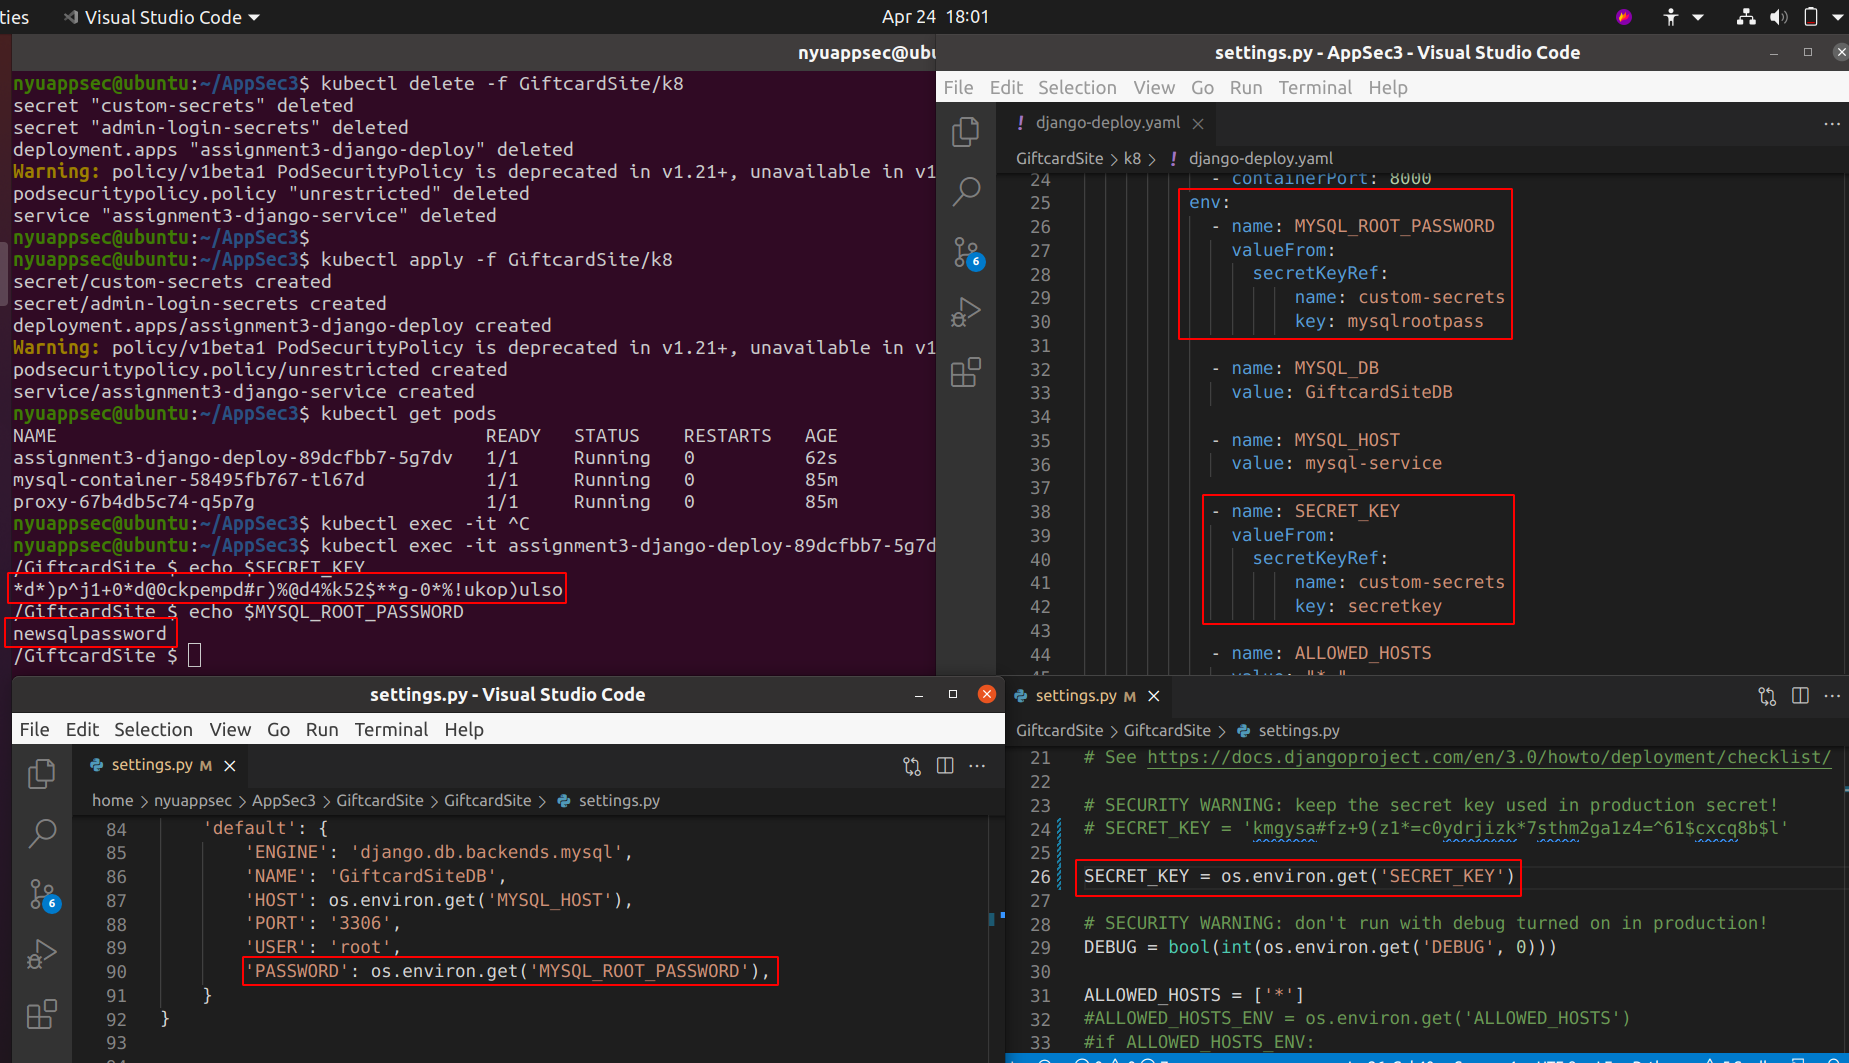 ties Visual Studio Code Apr 24 18:01
nyuappsec@ubu
nyuappsec@ubuntu:~/AppSec3$ kubectl delete -f GiftcardSite/k8
secret "custom-secrets" deleted
secret "admin-login-secrets" deleted
deployment.apps "assignment3-django-deploy" deleted
Warning: policy/v1beta1 PodSecurityPolicy is deprecated in v1.21+, unavailable in v1
podsecuritypolicy.policy "unrestricted" deleted
service "assignment3-django-service" deleted
nyuappsec@ubuntu:~/AppSec3$
nyuappsec@ubuntu:~/AppSec3$ kubectl apply -f GiftcardSite/k8
secret/custom-secrets created
secret/admin-login-secrets created
deployment.apps/assignment3-django-deploy created
Warning: policy/v1beta1 PodSecurityPolicy is deprecated in v1.21+, unavailable in v1
podsecuritypolicy.policy/unrestricted created
service/assignment3-django-service created
nyuappsec@ubuntu:~/AppSec3$ kubectl get pods
NAME READY STATUS RESTARTS AGE
assignment3-django-deploy-89dcfbb7-5g7dv 1/1 Running 0 62s
mysql-container-58495fb767-tl67d 1/1 Running 0 85m
proxy-67b4db5c74-q5p7g 1/1 Running 0 85m
nyuappsec@ubuntu:~/AppSec3$ kubectl exec -it ^C
nyuappsec@ubuntu:~/AppSec3$ kubectl exec -it assignment3-django-deploy-89dcfbb7-5g7d
/GiftcardSite $ echo $SECRET_KEY
*d*)p^j1+0*d@0ckpempd#r)%@d4%k52$**g-0*%!ukop)ulso
/GiftcardSite $ echo $MYSQL_ROOT_PASSWORD
newsqlpassword
/GiftcardSite $
settings.py - AppSec3 - Visual Studio Code
File Edit Selection View Go Run Terminal Help
! django-deploy.yaml
GiftcardSite > k8 > ! django-deploy.yaml
6
24 - containerPort: 8000
25 env:
26 - name: MYSQL_ROOT_PASSWORD
27 valueFrom:
28 secretKeyRef:
29 name: custom-secrets
30 key: mysqlrootpass
31
32 - name: MYSQL_DB
33 value: GiftcardSiteDB
34
35 - name: MYSQL_HOST
36 value: mysql-service
37
38 - name: SECRET_KEY
39 valueFrom:
40 secretKeyRef:
41 name: custom-secrets
42 key: secretkey
43
44 - name: ALLOWED_HOSTS
settings.py - Visual Studio Code
File Edit Selection View Go Run Terminal Help
settings.py M
home > nyuappsec > AppSec3 > GiftcardSite > GiftcardSite > settings.py
6
84 'default': {
85 'ENGINE': 'django.db.backends.mysql',
86 'NAME': 'GiftcardSiteDB',
87 'HOST': os.environ.get('MYSQL_HOST'),
88 'PORT': '3306',
89 'USER': 'root',
90 'PASSWORD': os.environ.get('MYSQL_ROOT_PASSWORD'),
91 }
92 }
93
settings.py M
GiftcardSite > GiftcardSite > settings.py
21 # See https://docs.djangoproject.com/en/3.0/howto/deployment/checklist/
22
23 # SECURITY WARNING: keep the secret key used in production secret!
24 # SECRET_KEY = 'kmgysa#fz+9(z1*=c0ydrjizk*7sthm2ga1z4=^61$cxcq8b$l'
25
26 SECRET_KEY = os.environ.get('SECRET_KEY')
27
28 # SECURITY WARNING: don't run with debug turned on in production!
29 DEBUG = bool(int(os.environ.get('DEBUG', 0)))
30
31 ALLOWED_HOSTS = ['*']
32 #ALLOWED_HOSTS_ENV = os.environ.get('ALLOWED_HOSTS')
33 #if ALLOWED_HOSTS_ENV: